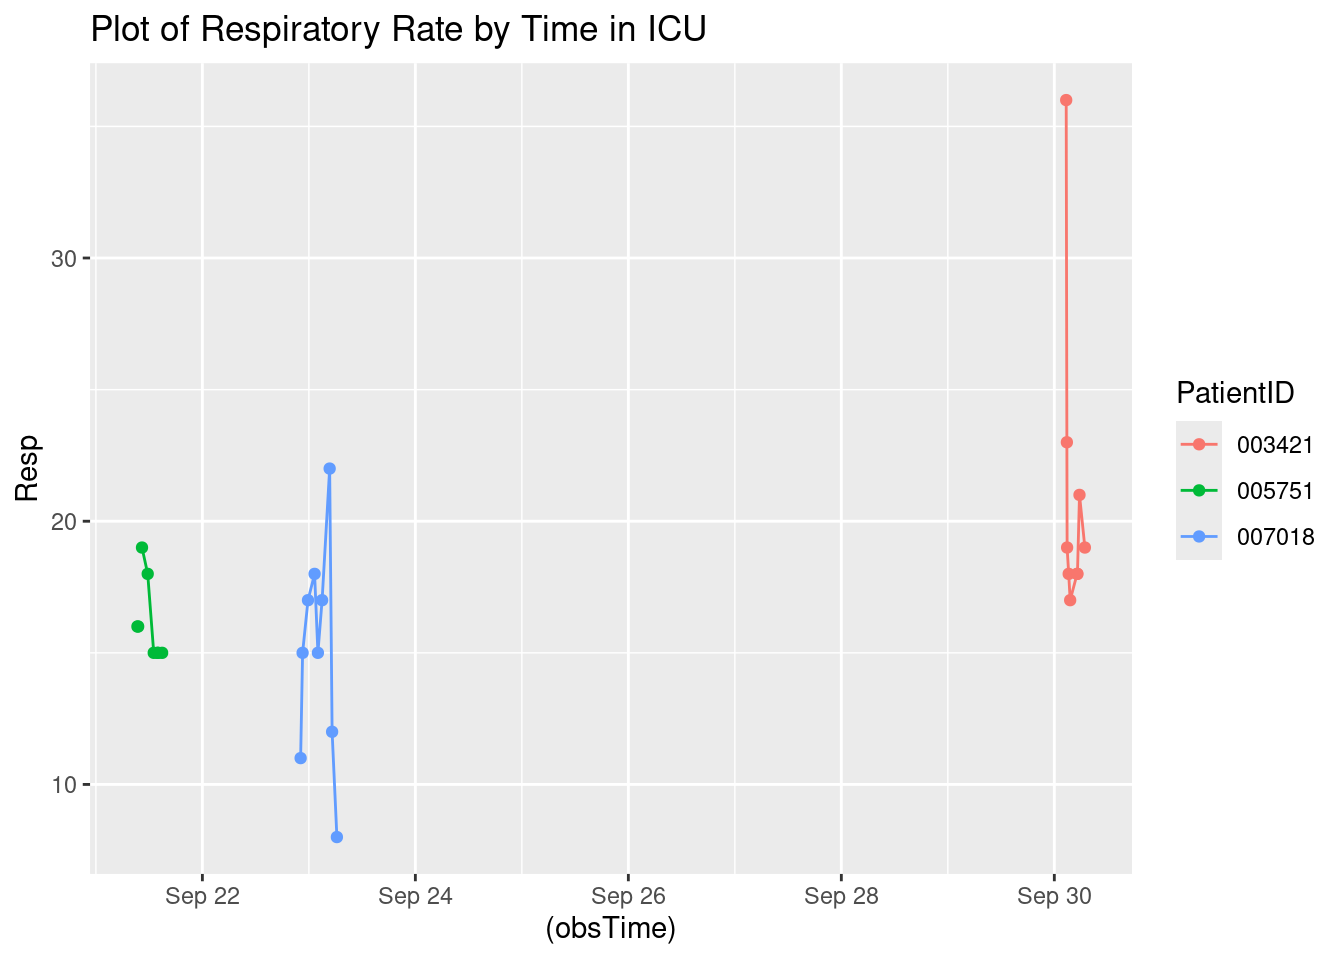 Plot of Respiratory Rate by Time in ICU
Resp
30
20
10
Sep 22
Sep 24
Sep 26
Sep 28
Sep 30
(obsTime)
PatientID
003421
005751
007018